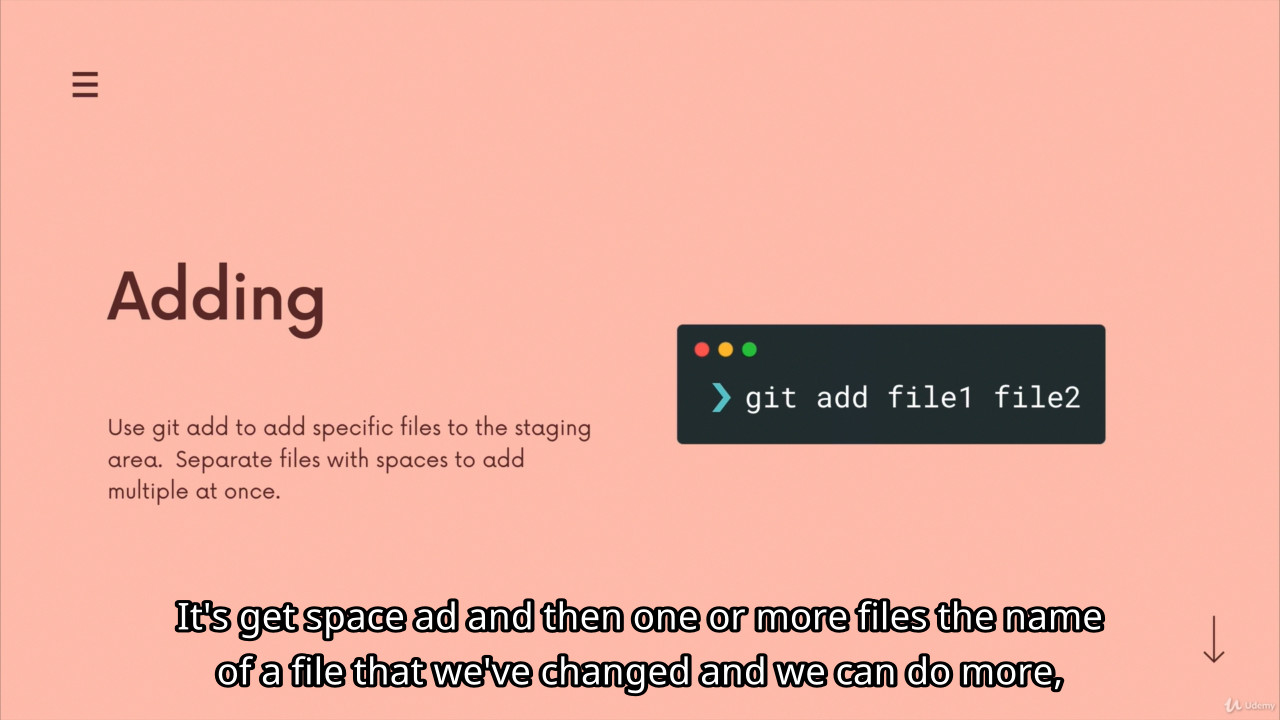 Adding
❯ git add file1 file2
Use git add to add specific files to the staging
area.  Separate files with spaces to add
multiple at once.
It's get space ad and then one or more files the name
of a file that we've changed and we can do more,
Udemy